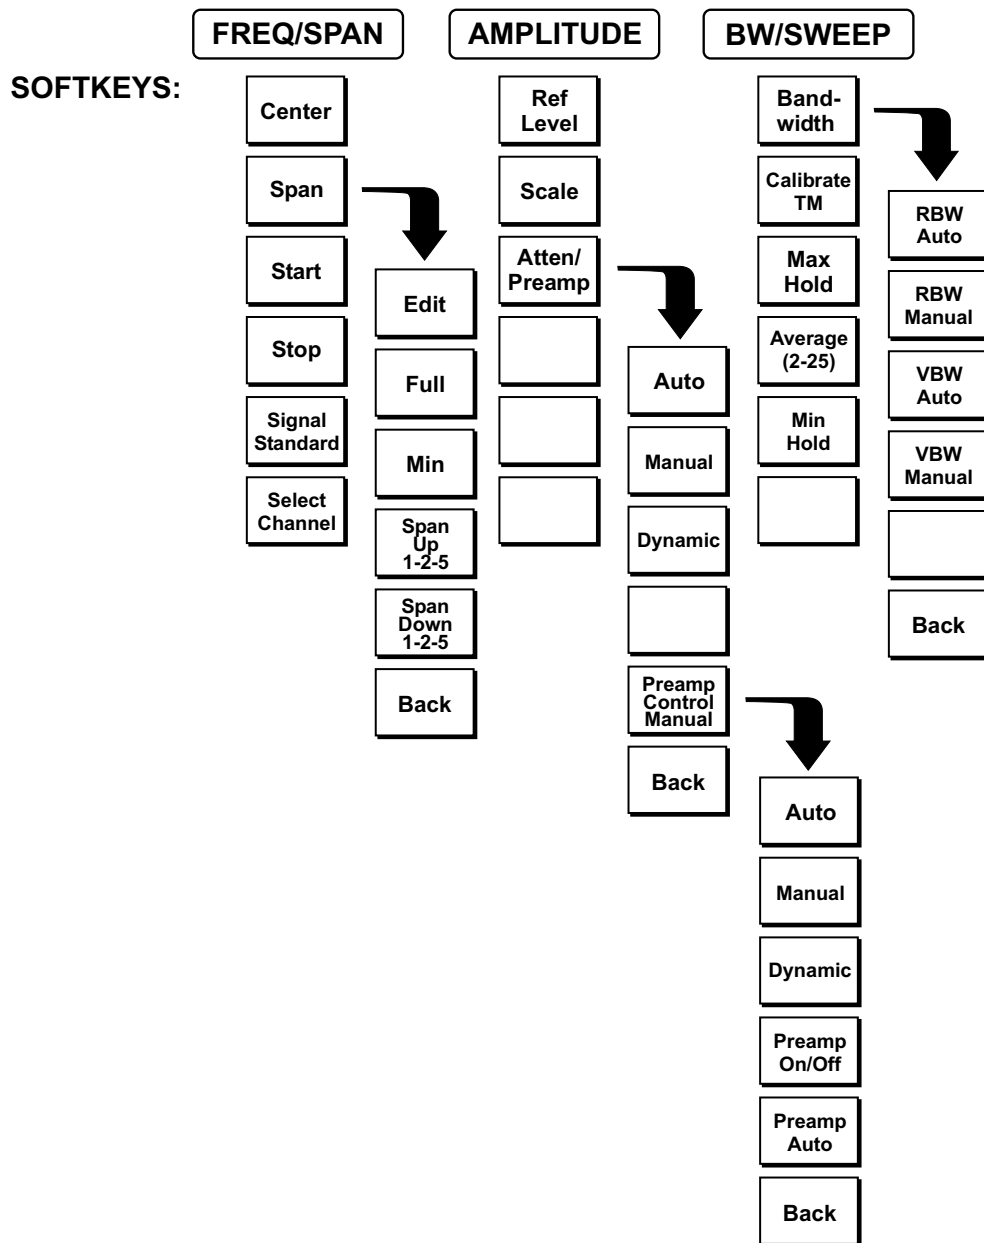 FREQ/SPAN
AMPLITUDE
BW/SWEEP
SOFTKEYS:
Center
Span
Start
Stop
Signal
Standard
Select
Channel
Edit
Full
Min
Span
Up
1-2-5
Span
Down
1-2-5
Back
Ref
Level
Scale
Atten/
Preamp
Auto
Manual
Dynamic
Preamp
Control
Manual
Back
Auto
Manual
Dynamic
Preamp
On/Off
Preamp
Auto
Back
Band-
width
Calibrate
TM
Max
Hold
Average
(2-25)
Min
Hold
RBW
Auto
RBW
Manual
VBW
Auto
VBW
Manual
Back